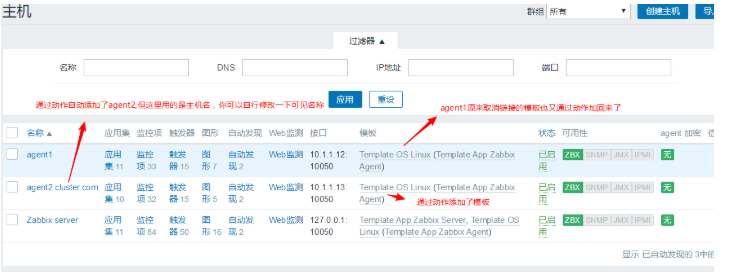 主机
群组 所有 创建主机
过滤器 ▲
名称 DNS IP地址 端口
通过动作自动添加了agent2,但这里用的是主机名，你可以自行修改一下可见名称
应用 重设
agent1原来取消链接的模板也又通过动作加回来了
名称 ▲ 应用集 监控项 触发器 图形 自动发现 Web监测 接口 模板 状态 可用性 agent 加密
agent1 应用 监控 触发 图 自动发 Web监测 10.1.1.12: Template OS Linux (Template App Zabbix 已启 ZBX SNMP JMX IPMI 无
集 11 项 33 器 15 形 7 现 2 10050 Agent) 用
agent2.cluster.com 应用 监控 触发 图 自动发 Web监测 10.1.1.13: Template OS Linux (Template App Zabbix 已启 ZBX SNMP JMX IPMI 无
集 10 项 32 器 15 形 5 现 2 10050 Agent) 用
通过动作添加了模板
Zabbix server 应用 监控 触发 图 自动发 Web监测 127.0.0.1: Template App Zabbix Server, Template OS 已启 ZBX SNMP JMX IPMI 无
集 11 项 84 器 50 形 16 现 2 10050 Linux (Template App Zabbix Agent) 用
显示 已自动发现的 3中的